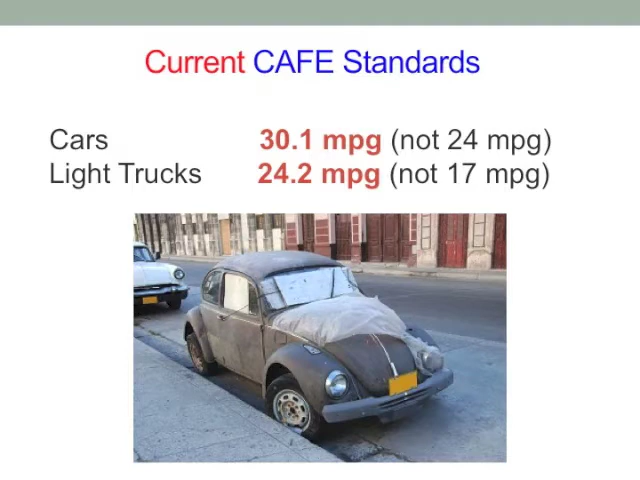 Current CAFE Standards
Cars 30.1 mpg (not 24 mpg)
Light Trucks 24.2 mpg (not 17 mpg)